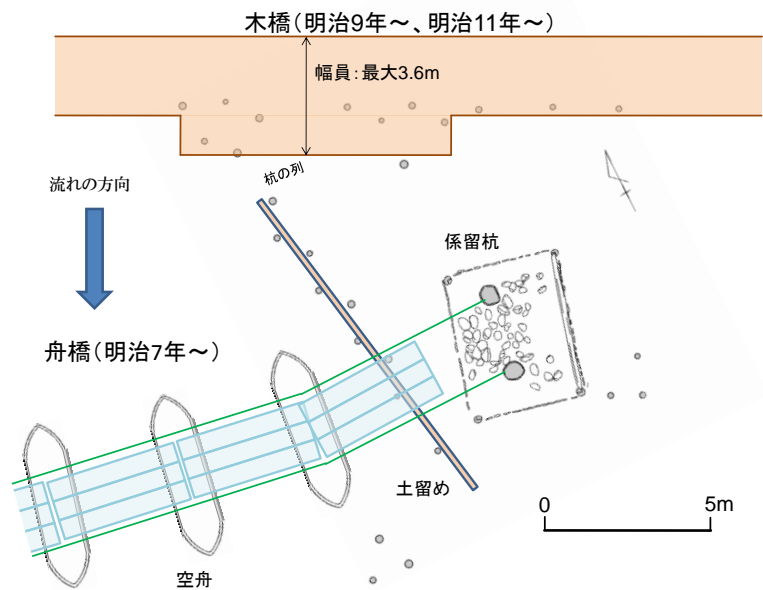 木橋（明治9年～、明治11年～）
幅員：最大3.6m
杭の列
流れの方向
係留杭
舟橋（明治7年～）
土留め
0 5m
空舟